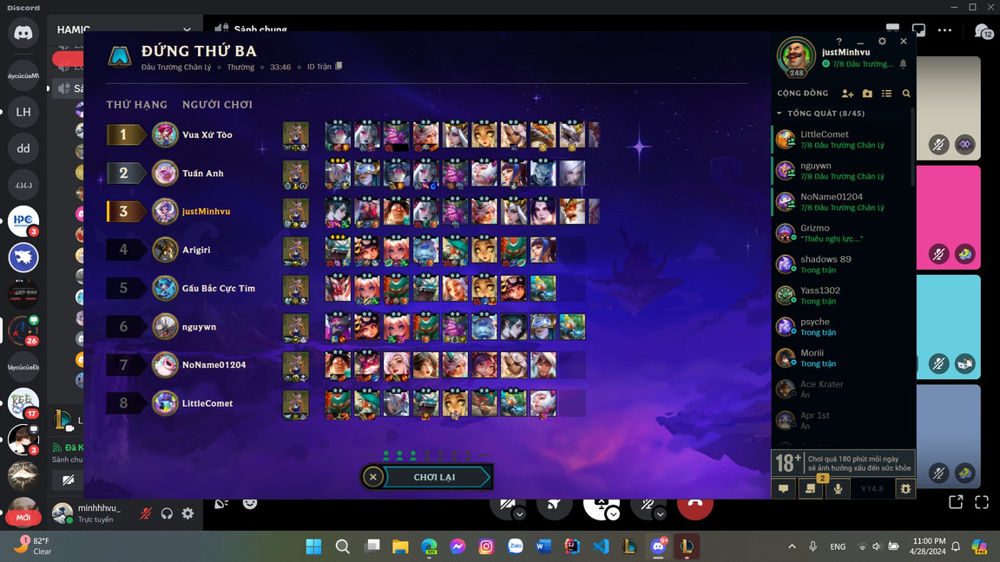 Discord
HAMIC
Sảnh chung
12
LH
dd
.(.).(..)
HPC
3
26
17
3
MỚI
Sảnh chu
minhhhvu_
Trực tuyến
ĐỨNG THỨ BA
Đấu Trường Chân Lý • Thường • 33:46 • ID Trận
THỨ HẠNG NGƯỜI CHƠI
1 Vua Xứ Tòo
2 Tuấn Anh
3 justMinhvu
4 Arigiri
5 Gấu Bắc Cực Tím
6 nguywn
7 NoName01204
8 LittleComet
CHƠI LẠI
justMinhvu
7/8 Đấu Trường...
248
CỘNG ĐỒNG
TỔNG QUÁT (8/45)
LittleComet
7/8 Đấu Trường Chân Lý
nguywn
7/8 Đấu Trường Chân Lý
NoName01204
7/8 Đấu Trường Chân Lý
Grizmo
"Thiếu nghị lực..."
shadows 89
Trong trận
Yass1302
Trong trận
psyche
Trong trận
Moriii
Trong trận
Ace Krater
Ẩn
Apr 1st
Ẩn
18+
Chơi quá 180 phút mỗi ngày
sẽ ảnh hưởng xấu đến sức khỏe
2
V14.8
1
82°F
Clear
DEV
Zalo
9+
ENG
11:00 PM
4/28/2024
PRE